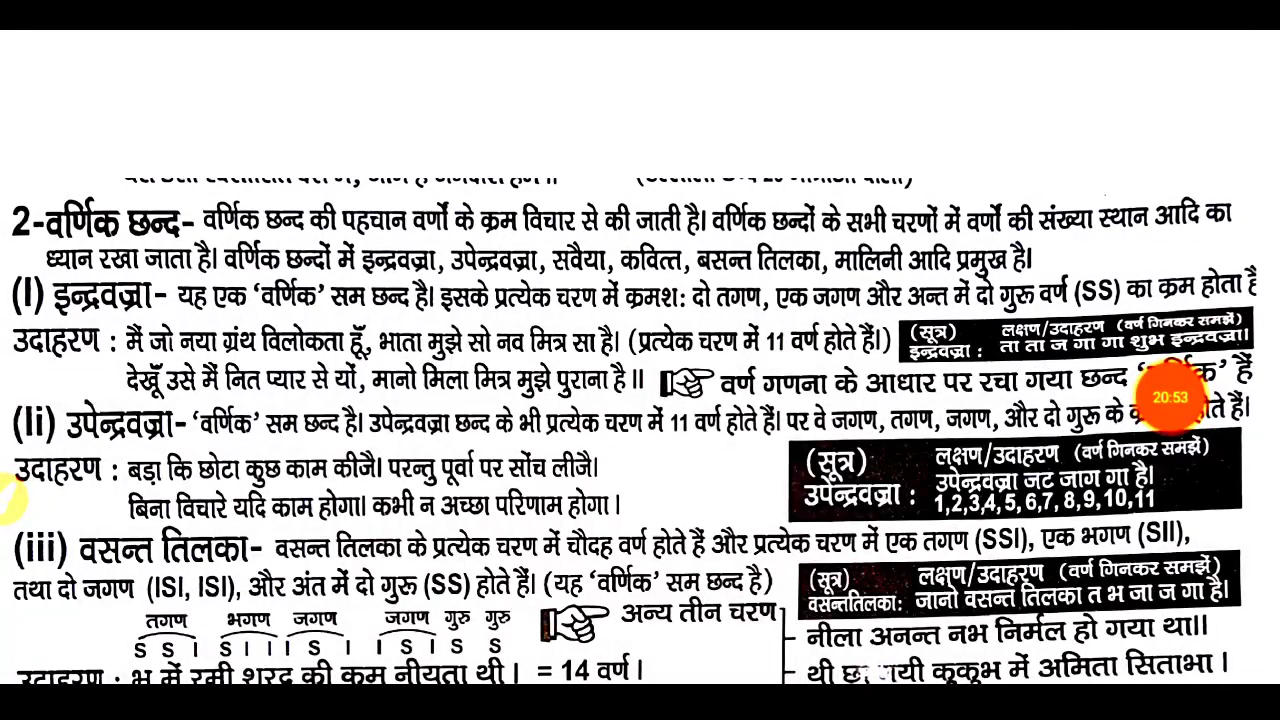 2-वर्णिक छन्द- वर्णिक छन्द की पहचान वर्णों के क्रम विचार से की जाती है। वर्णिक छन्दों के सभी चरणों में वर्णों की संख्या स्थान आदि का
ध्यान रखा जाता है। वर्णिक छन्दों में इन्द्रवज्रा, उपेन्द्रवज्रा, सवैया, कवित्त, बसन्त तिलका, मालिनी आदि प्रमुख है।
(I) इन्द्रवज्रा- यह एक 'वर्णिक' सम छन्द है। इसके प्रत्येक चरण में क्रमश: दो तगण, एक जगण और अन्त में दो गुरु वर्ण (SS) का क्रम होता है
उदाहरण : मैं जो नया ग्रंथ विलोकता हूँ, भाता मुझे सो नव मित्र सा है। (प्रत्येक चरण में 11 वर्ण होते हैं।)
(सूत्र) लक्षण/उदाहरण (वर्ण गिनकर समझें)
इन्द्रवज्रा : ता ता ज गा गा शुभ इन्द्रवज्रा।
देखूँ उसे मैं नित प्यार से यों, मानो मिला मित्र मुझे पुराना है॥ वर्ण गणना के आधार पर रचा गया छन्द हैं
(Ii) उपेन्द्रवज्रा- 'वर्णिक' सम छन्द है। उपेन्द्रवज्रा छन्द के भी प्रत्येक चरण में 11 वर्ण होते हैं। पर वे जगण, तगण, जगण, और दो गुरु के होते हैं।
20:53
उदाहरण : बड़ा कि छोटा कुछ काम कीजै। परन्तु पूर्वा पर सोंच लीजै।
बिना विचारे यदि काम होगा। कभी न अच्छा परिणाम होगा।
(सूत्र) लक्षण/उदाहरण (वर्ण गिनकर समझें)
उपेन्द्रवज्रा : उपेन्द्रवज्रा जट जाग गा है।
1,2,3,4,5,6,7, 8,9,10,11
(iii) वसन्त तिलका- वसन्त तिलका के प्रत्येक चरण में चौदह वर्ण होते हैं और प्रत्येक चरण में एक तगण (SSI), एक भगण (SII),
तथा दो जगण (ISI, ISI), और अंत में दो गुरू (SS) होते हैं। (यह 'वर्णिक' सम छन्द है)
(सूत्र) लक्षण/उदाहरण (वर्ण गिनकर समझें)
वसन्ततिलका: जानो वसन्त तिलका त भ जा ज गा है।
तगण भगण जगण जगण गुरु गुरु
S S I S I I I S I I S I S S
अन्य तीन चरण
नीला अनन्त नभ निर्मल हो गया था॥
उदाहरण : भू में रमी शरद की कम नीयता थी। = 14 वर्ण।
थी में अमिता सिताभा।